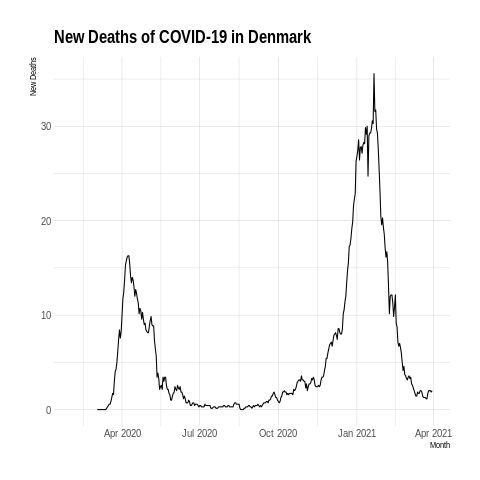 New Deaths of COVID-19 in Denmark
New Deaths
30
20
10
0
Apr 2020 Jul 2020 Oct 2020 Jan 2021 Apr 2021
Month